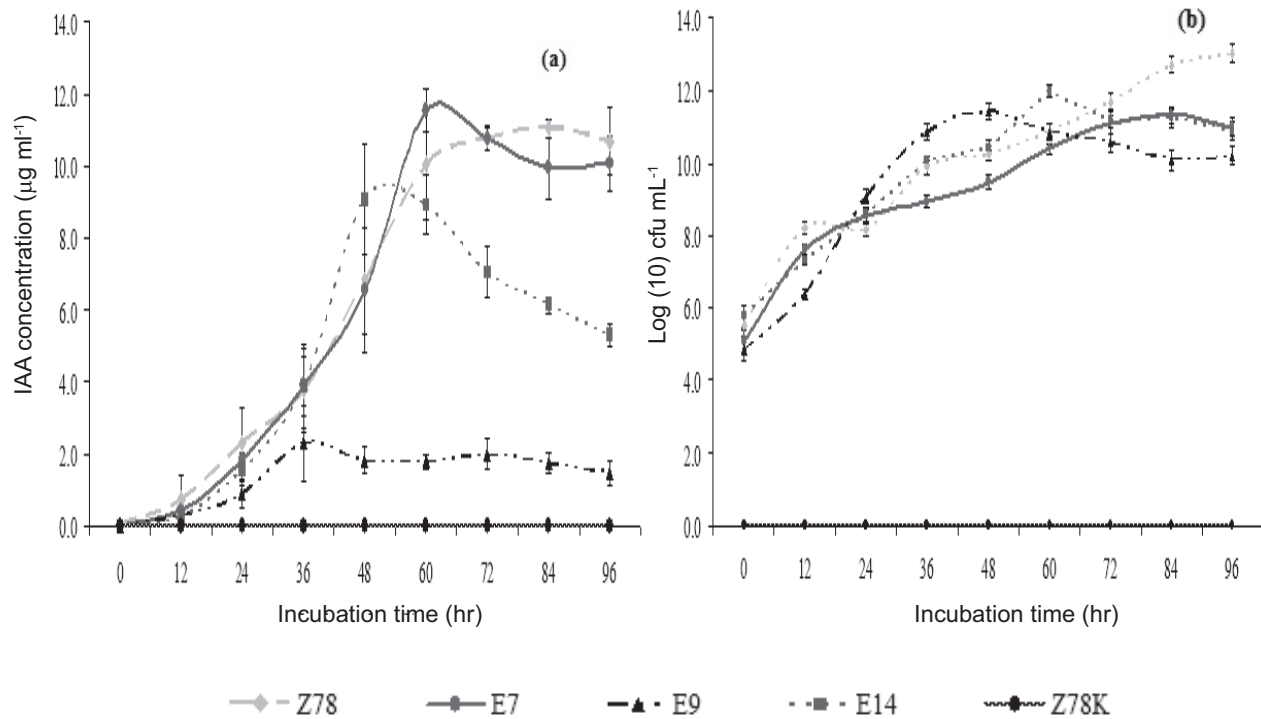 (a)
IAA concentration (µg ml-1)
14.0
12.0
10.0
8.0
6.0
4.0
2.0
0.0
0 12 24 36 48 60 72 84 96
Incubation time (hr)
(b)
Log (10) cfu mL-1
14.0
12.0
10.0
8.0
6.0
4.0
2.0
0.0
0 12 24 36 48 60 72 84 96
Incubation time (hr)
Z78 E7 E9 E14 Z78K